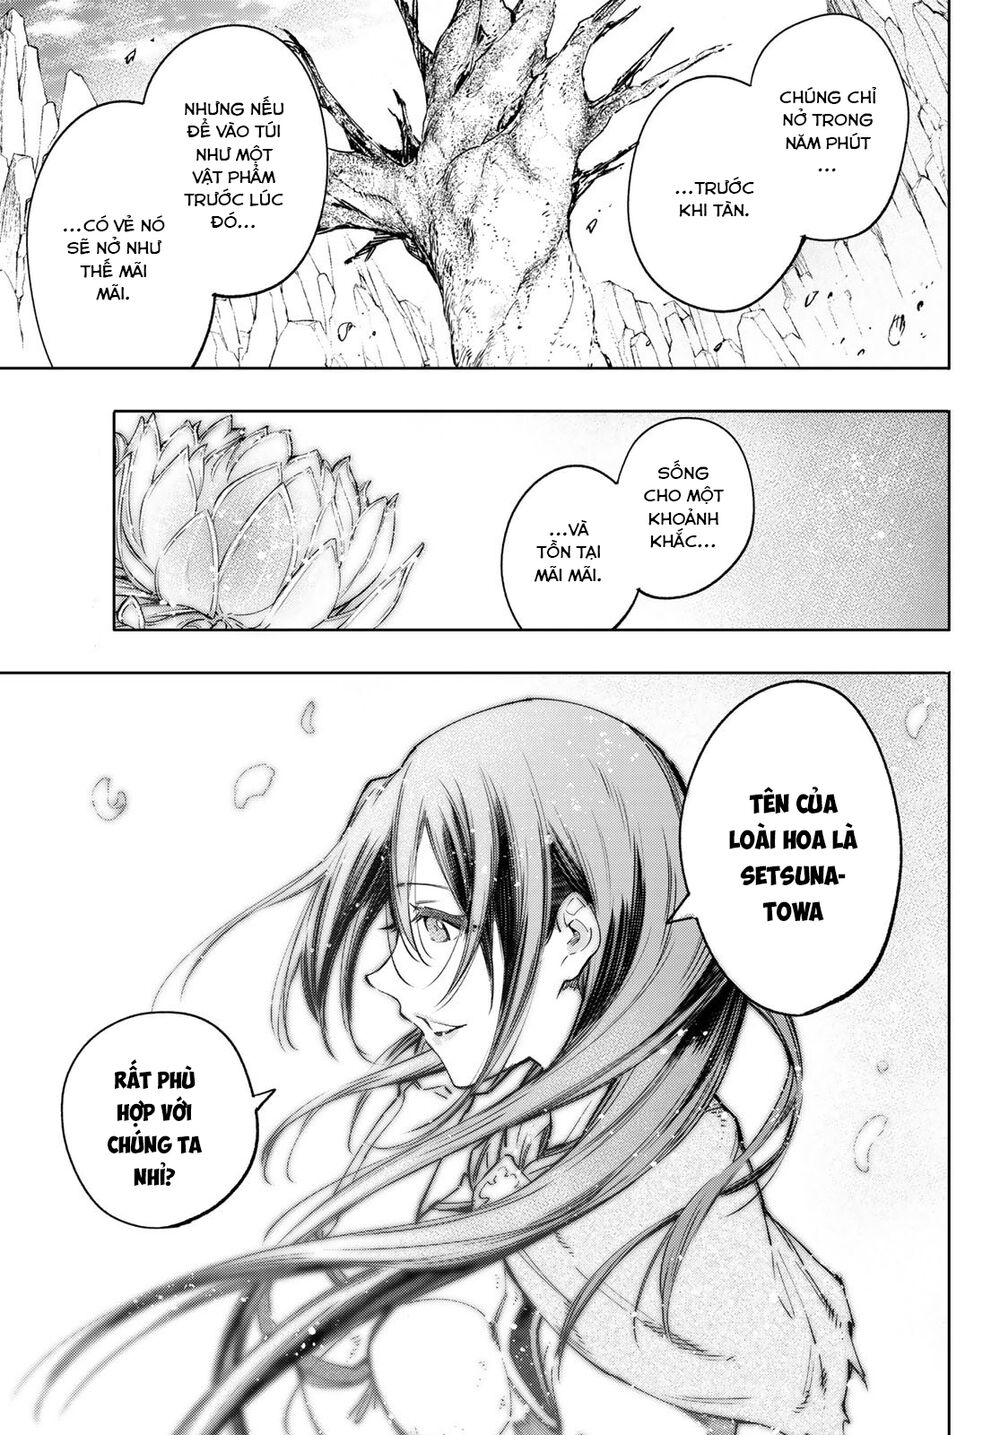 CHÚNG CHỈ
NỞ TRONG
NĂM PHÚT
...
...TRƯỚC
KHI TÀN.
NHƯNG NẾU
ĐỂ VÀO TÚI
NHƯ MỘT
VẬT PHẨM
TRƯỚC LÚC
ĐÓ...
...CÓ VẺ NÓ
SẼ NỞ NHƯ
THẾ MÃI
MÃI.
SỐNG
CHO MỘT
KHOẢNH
KHẮC...
...VÀ
TỒN TẠI
MÃI MÃI.
TÊN CỦA
LOÀI HOA LÀ
SETSUNA-
TOWA
RẤT PHÙ
HỢP VỚI
CHÚNG TA
NHỈ?